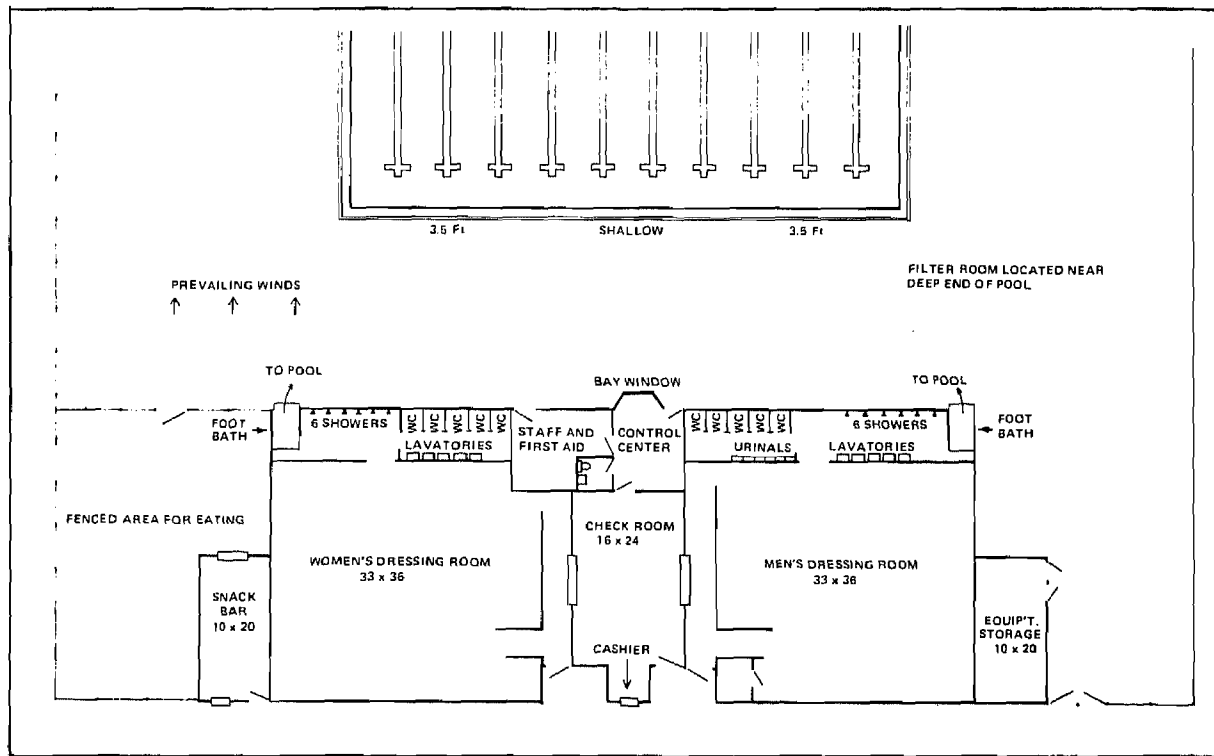 3.5 Ft SHALLOW 3.5 Ft
PREVAILING WINDS
FILTER ROOM LOCATED NEAR
DEEP END OF POOL
TO POOL
BAY WINDOW
TO POOL
FOOT
BATH
6 SHOWERS
WC WC WC WC WC
LAVATORIES
STAFF AND
FIRST AID
CONTROL
CENTER
WC WC WC WC WC
URINALS
6 SHOWERS
LAVATORIES
FOOT
BATH
FENCED AREA FOR EATING
CHECK ROOM
16 x 24
WOMEN'S DRESSING ROOM
33 x 36
MEN'S DRESSING ROOM
33 x 36
SNACK
BAR
10 x 20
EQUIP'T.
STORAGE
10 x 20
CASHIER